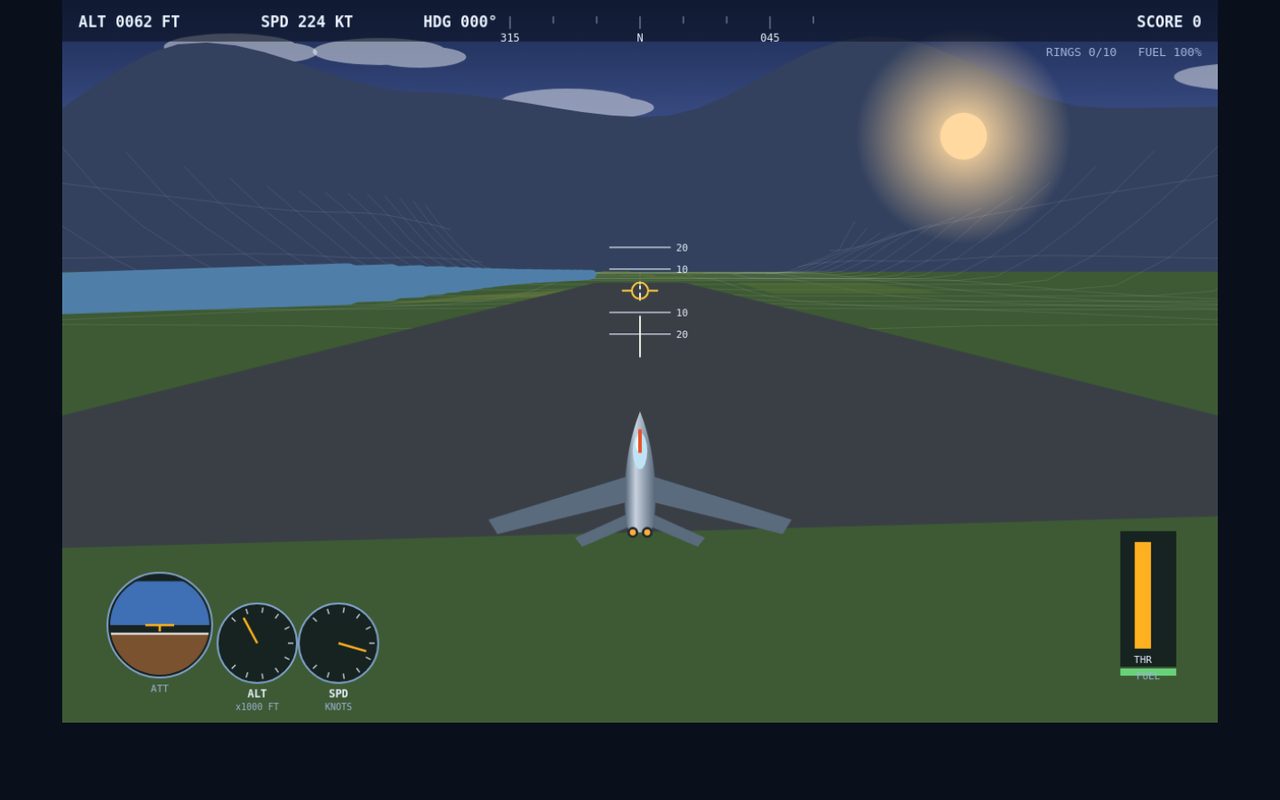 ALT 0062 FT SPD 224 KT HDG 000° SCORE 0
315 N 045
RINGS 0/10 FUEL 100%
20
10
10
20
THR
FUEL
ATT
ALT
x1000 FT
SPD
KNOTS